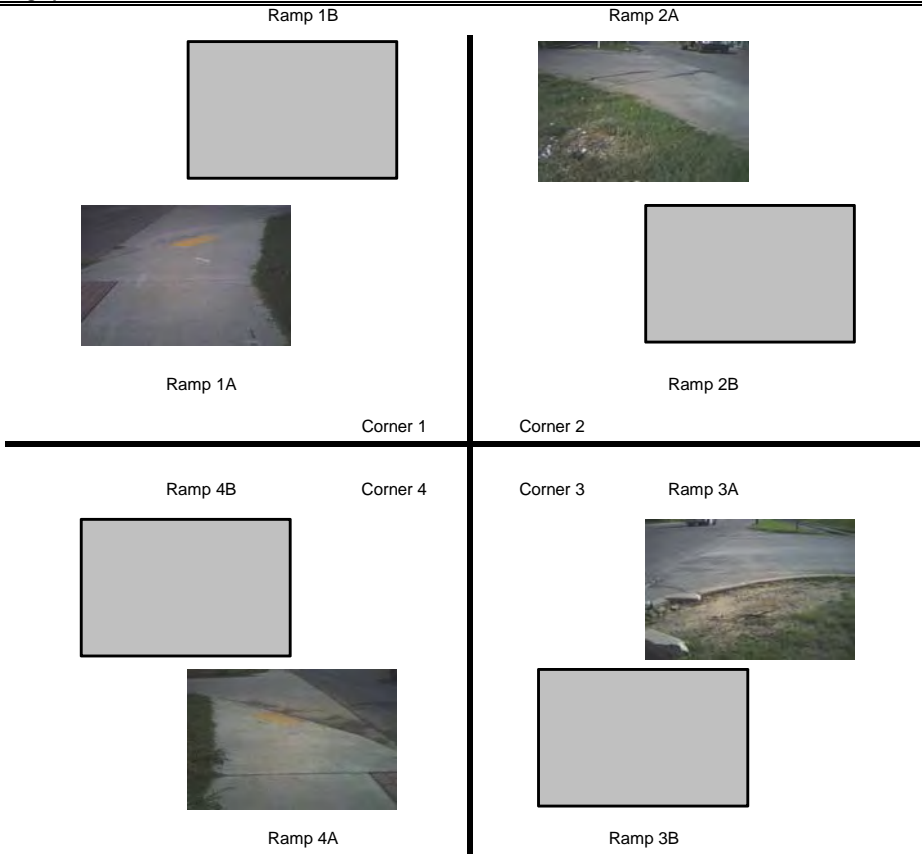 Ramp 1B
Ramp 2A
Ramp 1A
Ramp 2B
Corner 1
Corner 2
Ramp 4B
Corner 4
Corner 3
Ramp 3A
Ramp 4A
Ramp 3B